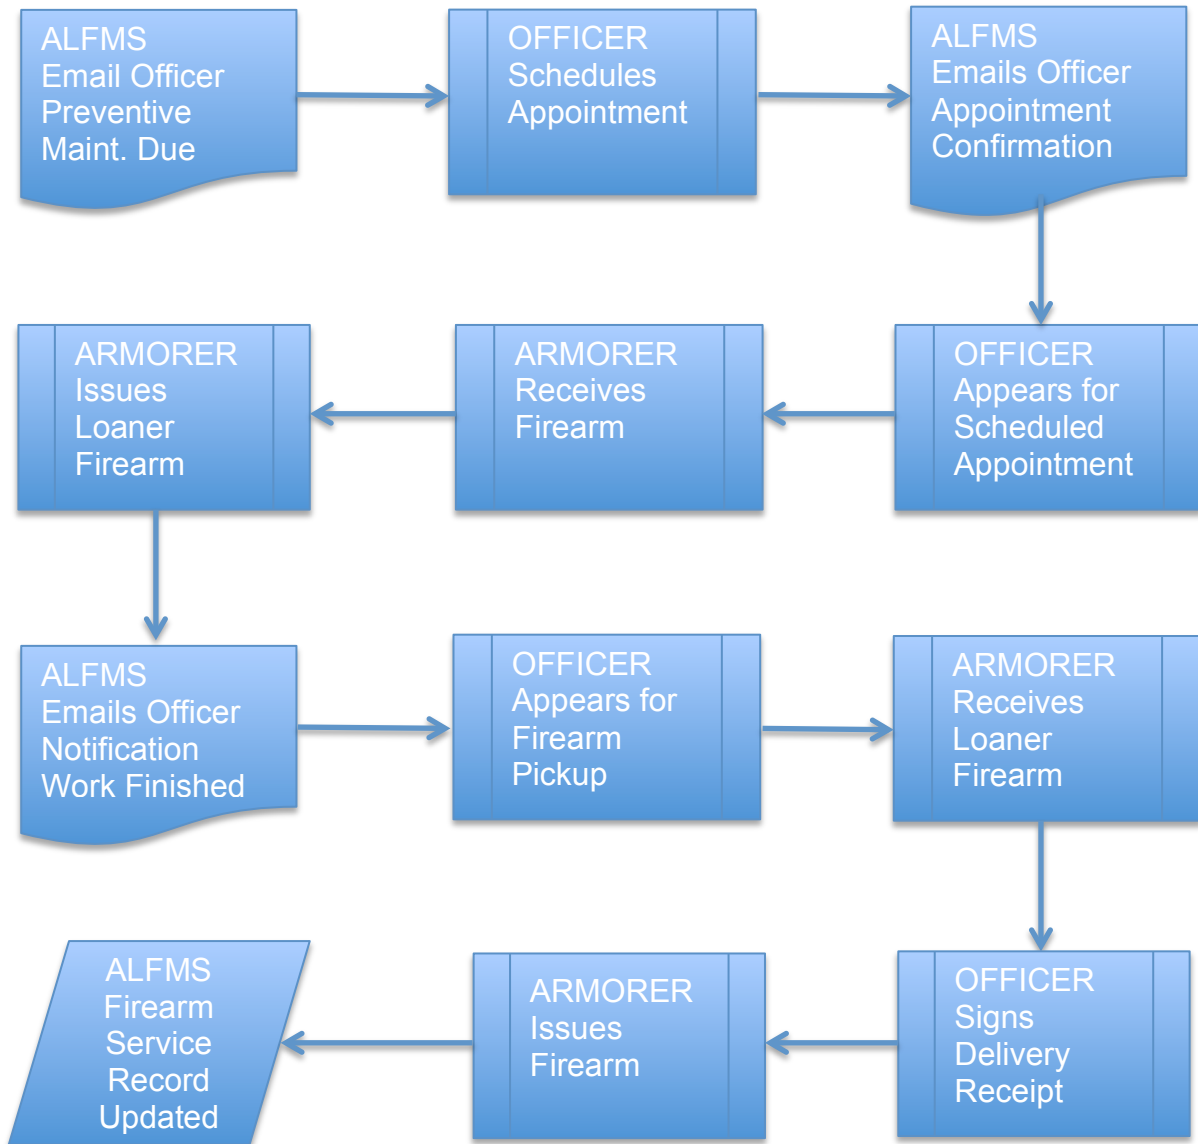 ALFMS
Email Officer
Preventive
Maint. Due
OFFICER
Schedules
Appointment
ALFMS
Emails Officer
Appointment
Confirmation
OFFICER
Appears for
Scheduled
Appointment
ARMORER
Receives
Firearm
ARMORER
Issues
Loaner
Firearm
ALFMS
Emails Officer
Notification
Work Finished
OFFICER
Appears for
Firearm
Pickup
ARMORER
Receives
Loaner
Firearm
OFFICER
Signs
Delivery
Receipt
ARMORER
Issues
Firearm
ALFMS
Firearm
Service
Record
Updated